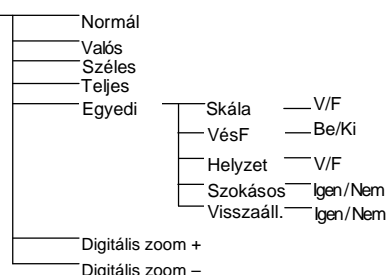 Normál
Valós
Széles
Teljes
Egyedi
Skála V/F
VésF Be/Ki
Helyzet V/F
Szokásos Igen/Nem
Visszaáll. Igen/Nem
Digitális zoom +
Digitális zoom –